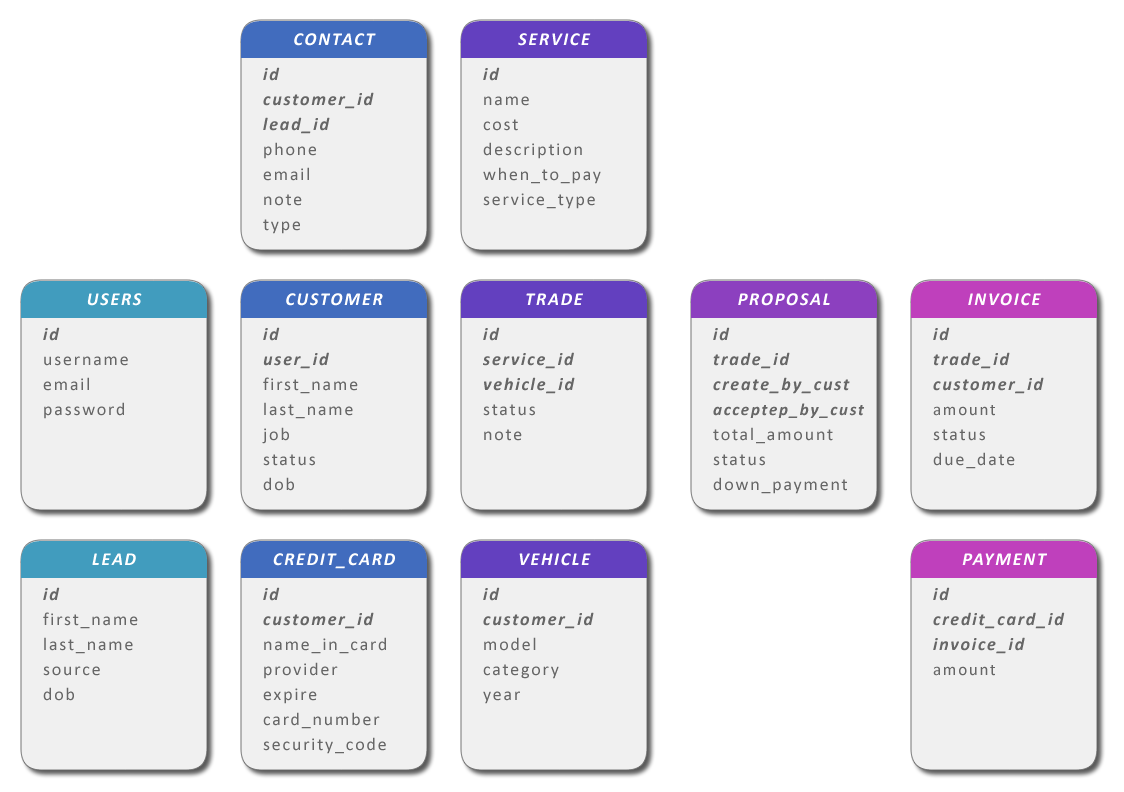 CONTACT
id
customer_id
lead_id
phone
email
note
type
SERVICE
id
name
cost
description
when_to_pay
service_type
USERS
id
username
email
password
CUSTOMER
id
user_id
first_name
last_name
job
status
dob
TRADE
id
service_id
vehicle_id
status
note
PROPOSAL
id
trade_id
create_by_cust
acceptep_by_cust
total_amount
status
down_payment
INVOICE
id
trade_id
customer_id
amount
status
due_date
LEAD
id
first_name
last_name
source
dob
CREDIT_CARD
id
customer_id
name_in_card
provider
expire
card_number
security_code
VEHICLE
id
customer_id
model
category
year
PAYMENT
id
credit_card_id
invoice_id
amount